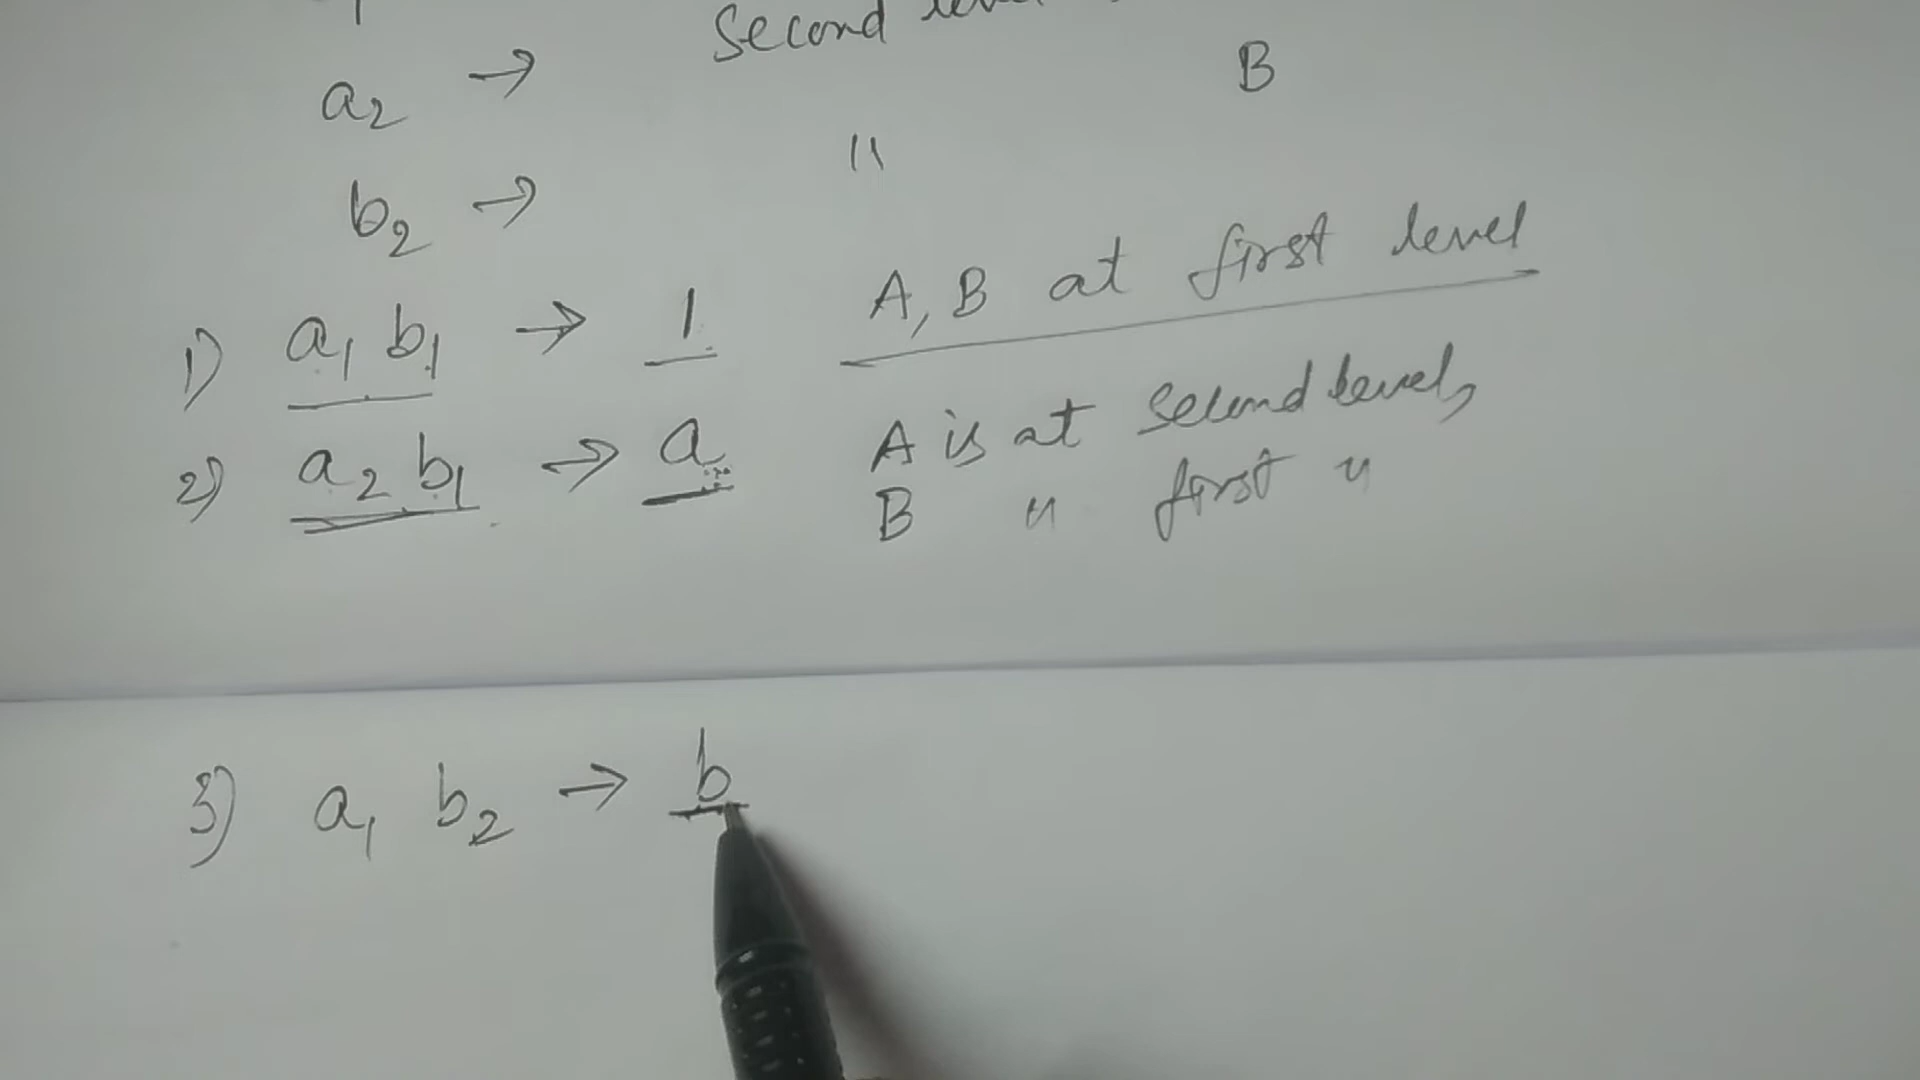 Second level
a2 → B
b2 → "
1) a1 b1 → 1 A, B at first level
2) a2 b1 → a A is at Second level,
B " first "
3) a1 b2 → b